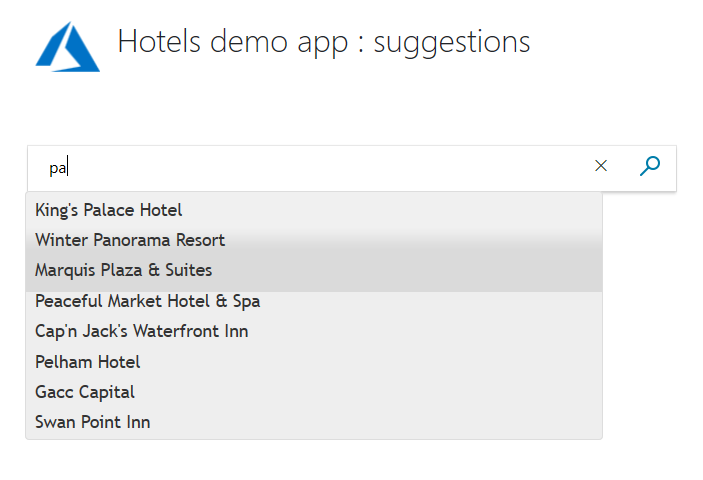 Hotels demo app : suggestions
pa
King's Palace Hotel
Winter Panorama Resort
Marquis Plaza & Suites
Peaceful Market Hotel & Spa
Cap'n Jack's Waterfront Inn
Pelham Hotel
Gacc Capital
Swan Point Inn